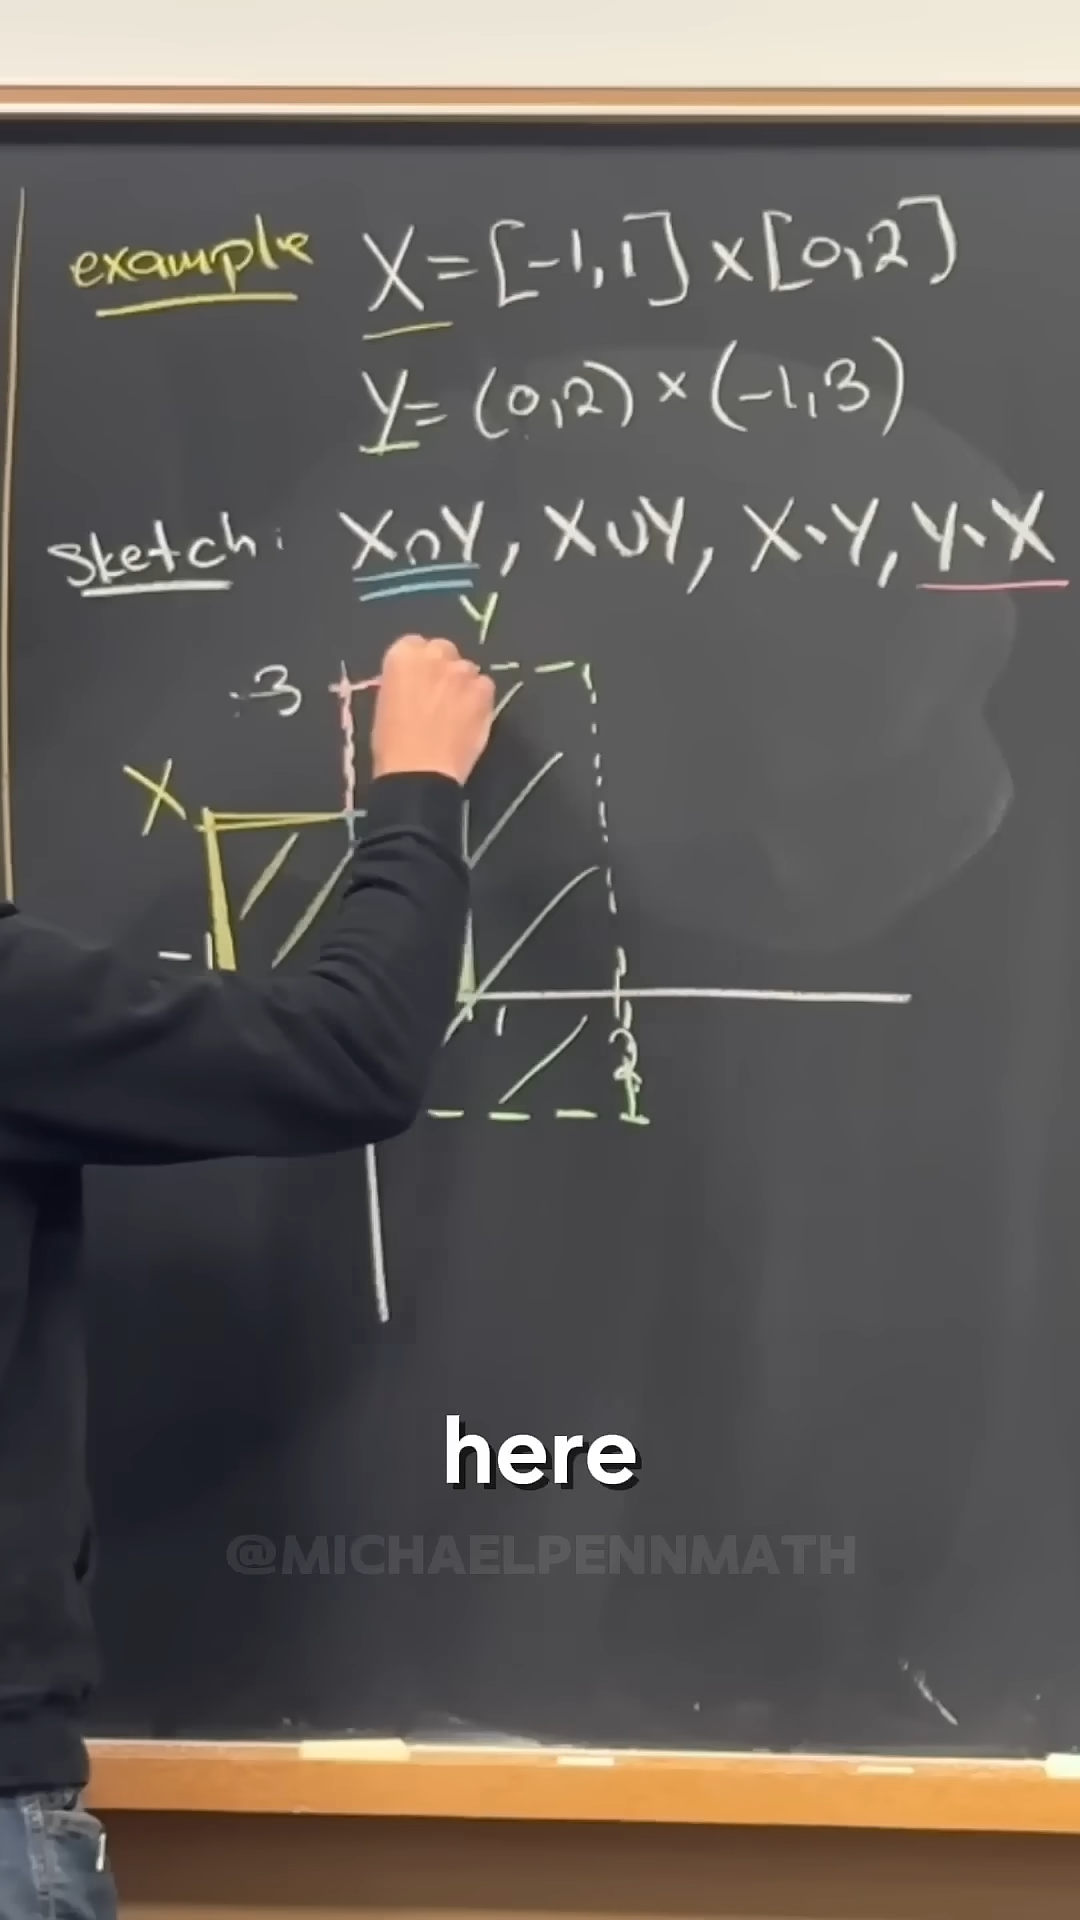 example X = [-1,1] x [0,2]
Y = (0,2) x (-1,3)
Sketch: X∩Y, X∪Y, X∖Y, Y∖X
Y
3
X
-1
1
2
here
@MICHAELPENNMATH